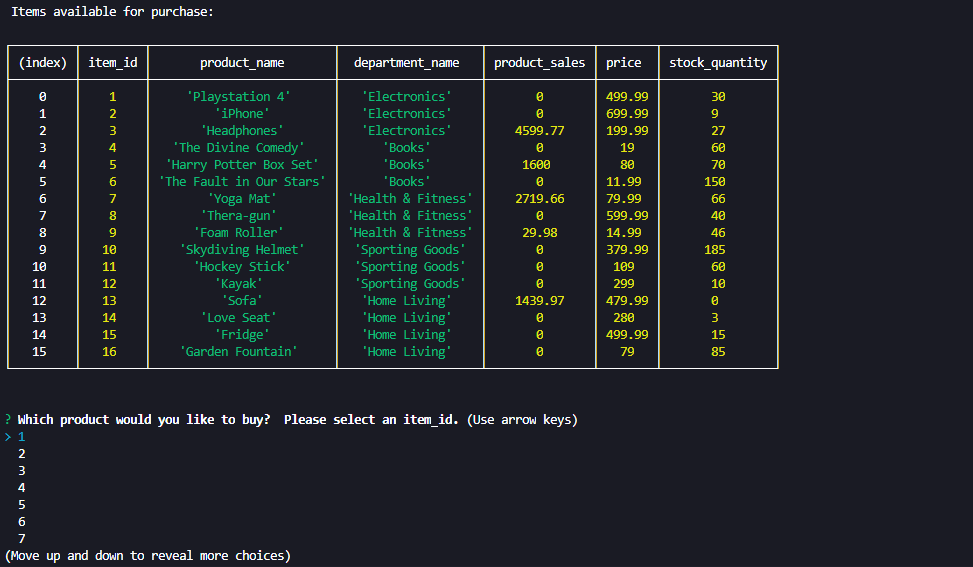 Items available for purchase:
(index) item_id product_name department_name product_sales price stock_quantity
0 1 'Playstation 4' 'Electronics' 0 499.99 30
1 2 'iPhone' 'Electronics' 0 699.99 9
2 3 'Headphones' 'Electronics' 4599.77 199.99 27
3 4 'The Divine Comedy' 'Books' 0 19 60
4 5 'Harry Potter Box Set' 'Books' 1600 80 70
5 6 'The Fault in Our Stars' 'Books' 0 11.99 150
6 7 'Yoga Mat' 'Health & Fitness' 2719.66 79.99 66
7 8 'Thera-gun' 'Health & Fitness' 0 599.99 40
8 9 'Foam Roller' 'Health & Fitness' 29.98 14.99 46
9 10 'Skydiving Helmet' 'Sporting Goods' 0 379.99 185
10 11 'Hockey Stick' 'Sporting Goods' 0 109 60
11 12 'Kayak' 'Sporting Goods' 0 299 10
12 13 'Sofa' 'Home Living' 1439.97 479.99 0
13 14 'Love Seat' 'Home Living' 0 280 3
14 15 'Fridge' 'Home Living' 0 499.99 15
15 16 'Garden Fountain' 'Home Living' 0 79 85
? Which product would you like to buy?  Please select an item_id. (Use arrow keys)
> 1
2
3
4
5
6
7
(Move up and down to reveal more choices)